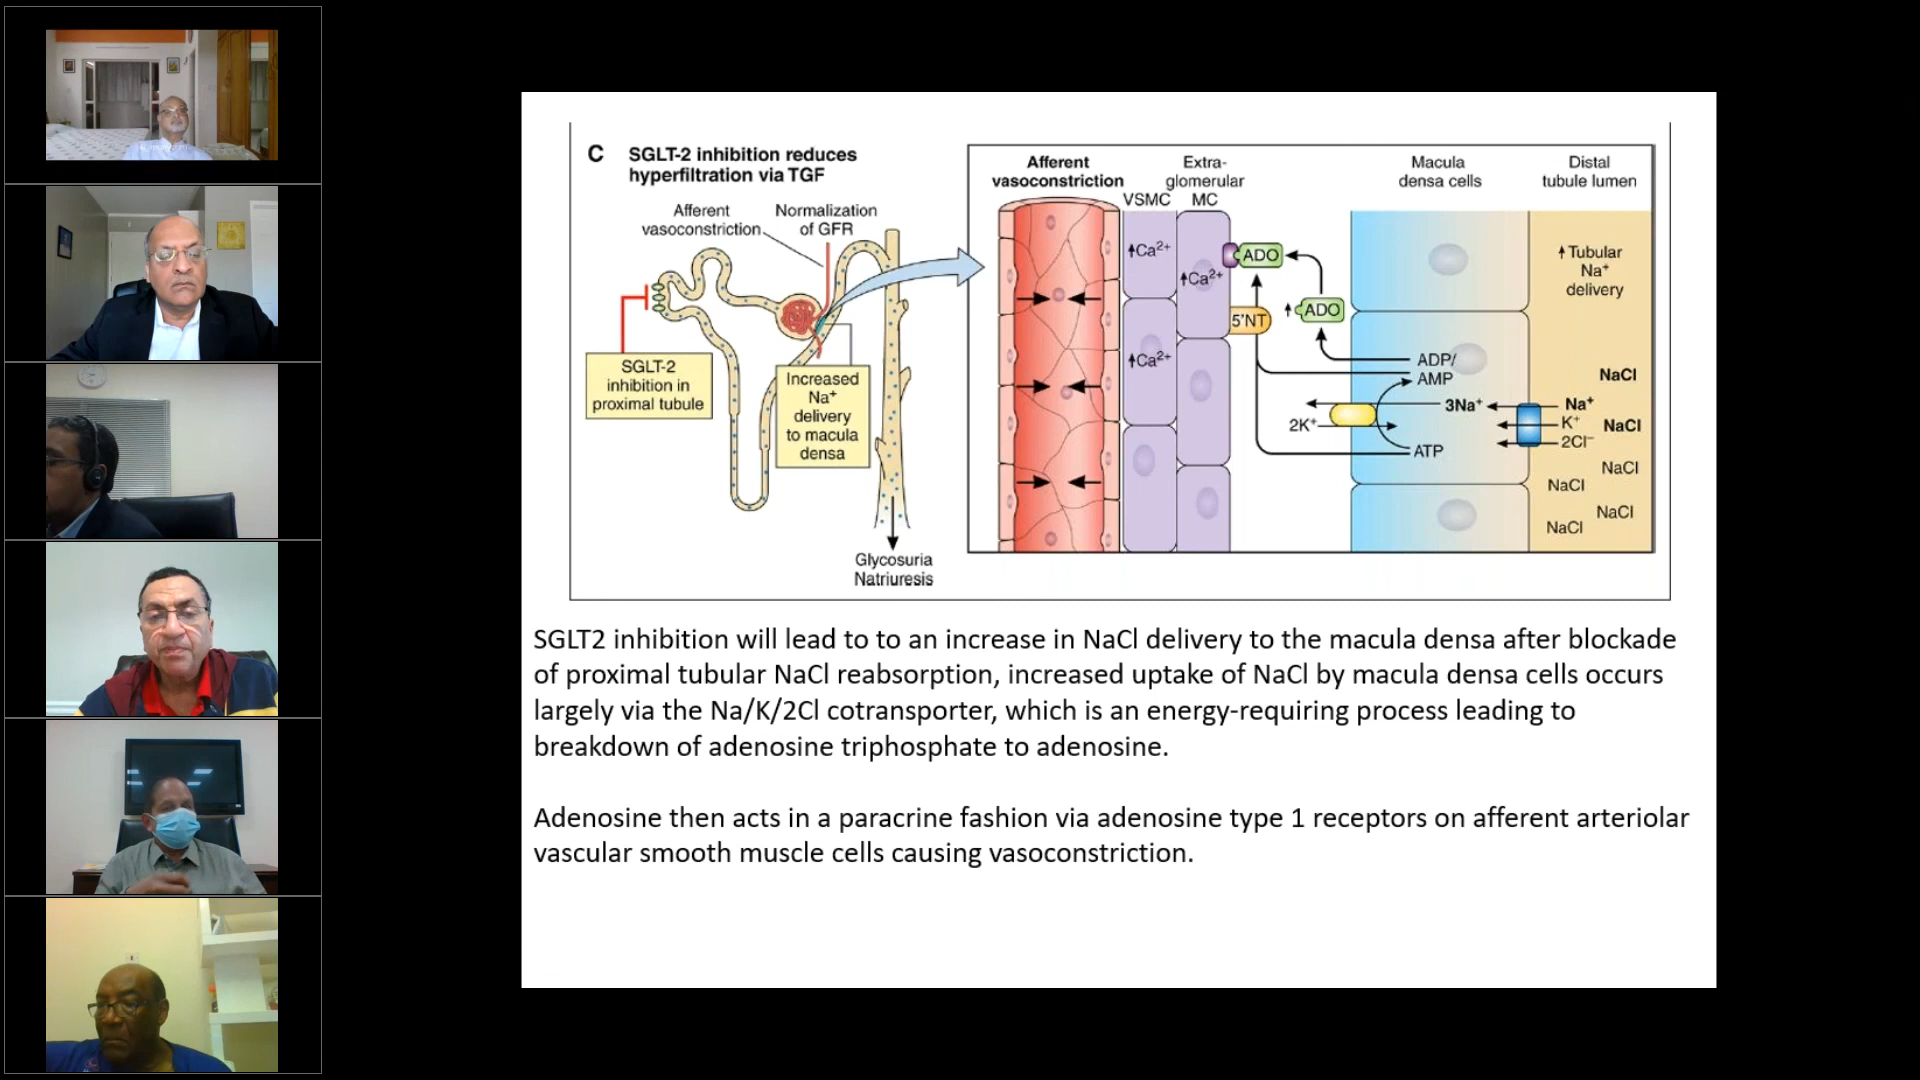 C SGLT-2 inhibition reduces
hyperfiltration via TGF
Afferent
vasoconstriction
Normalization
of GFR
SGLT-2
inhibition in
proximal tubule
Increased
Na⁺
delivery
to macula
densa
Glycosuria
Natriuresis
Afferent
vasoconstriction
VSMC
Extra-
glomerular
MC
Macula
densa cells
Distal
tubule lumen
↑Ca²⁺
↑Ca²⁺
↑Ca²⁺
ADO
↑ ADO
5'NT
ADP/
AMP
3Na⁺
2K⁺
ATP
↑Tubular
Na⁺
delivery
NaCl
Na⁺
K⁺
2Cl⁻
NaCl
NaCl
NaCl
NaCl
NaCl
SGLT2 inhibition will lead to to an increase in NaCl delivery to the macula densa after blockade
of proximal tubular NaCl reabsorption, increased uptake of NaCl by macula densa cells occurs
largely via the Na/K/2Cl cotransporter, which is an energy-requiring process leading to
breakdown of adenosine triphosphate to adenosine.
Adenosine then acts in a paracrine fashion via adenosine type 1 receptors on afferent arteriolar
vascular smooth muscle cells causing vasoconstriction.